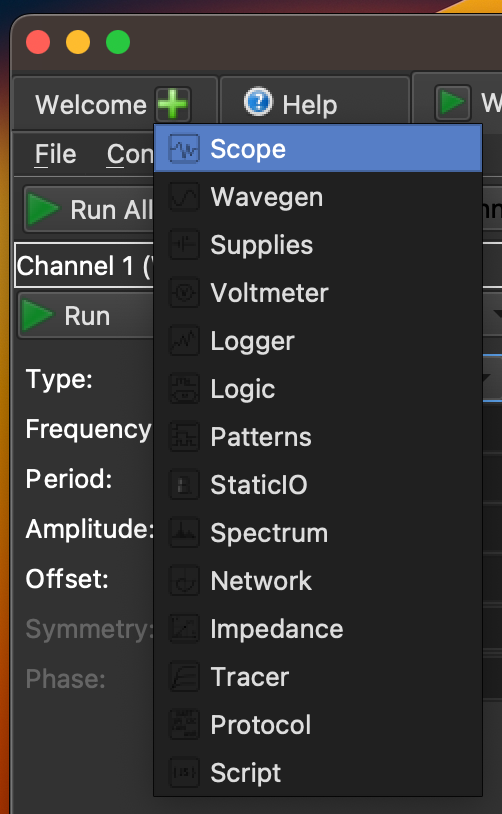 Welcome
Help
W
File Con
Scope
Wavegen
Run All
Supplies
Channel 1 (
Voltmeter
Run
Logger
Type:
Logic
Frequency
Patterns
Period:
StaticIO
Amplitude:
Spectrum
Offset:
Network
Symmetry:
Impedance
Phase:
Tracer
Protocol
Script